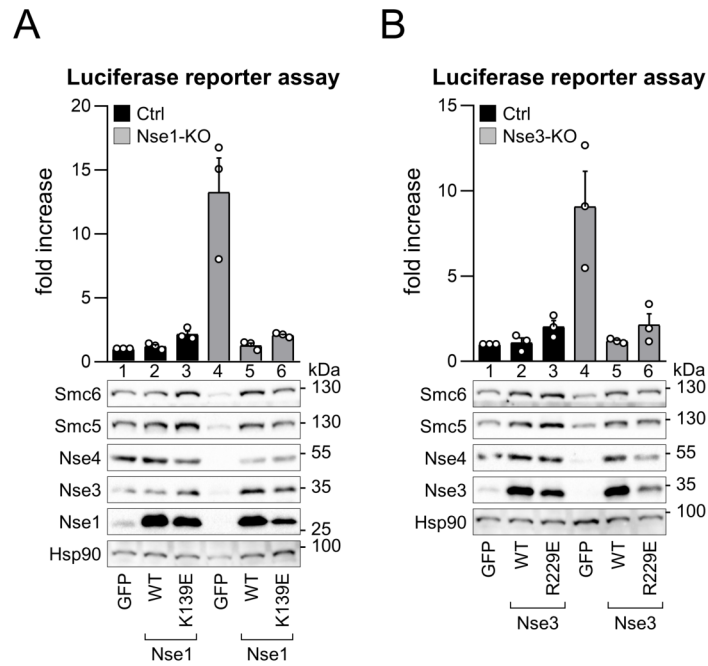 A
Luciferase reporter assay
Ctrl
Nse1-KO
fold increase
20
15
10
5
0
1 2 3 4 5 6 kDa
Smc6 130
Smc5 130
Nse4 55
Nse3 35
Nse1 25
Hsp90 100
GFP WT K139E GFP WT K139E
Nse1 Nse1
B
Luciferase reporter assay
Ctrl
Nse3-KO
fold increase
15
10
5
0
1 2 3 4 5 6 kDa
Smc6 130
Smc5 130
Nse4 55
Nse3 35
Hsp90 100
GFP WT R229E GFP WT R229E
Nse3 Nse3